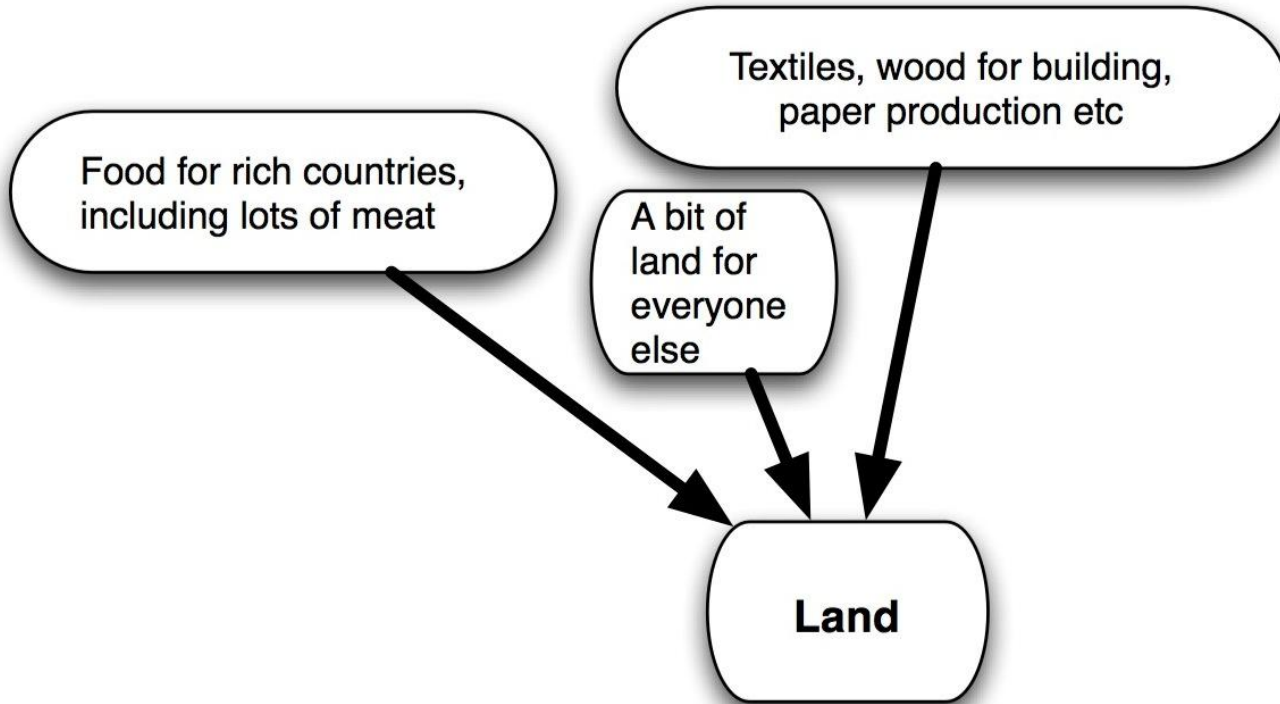 Textiles, wood for building,
paper production etc
Food for rich countries,
including lots of meat
A bit of
land for
everyone
else
Land